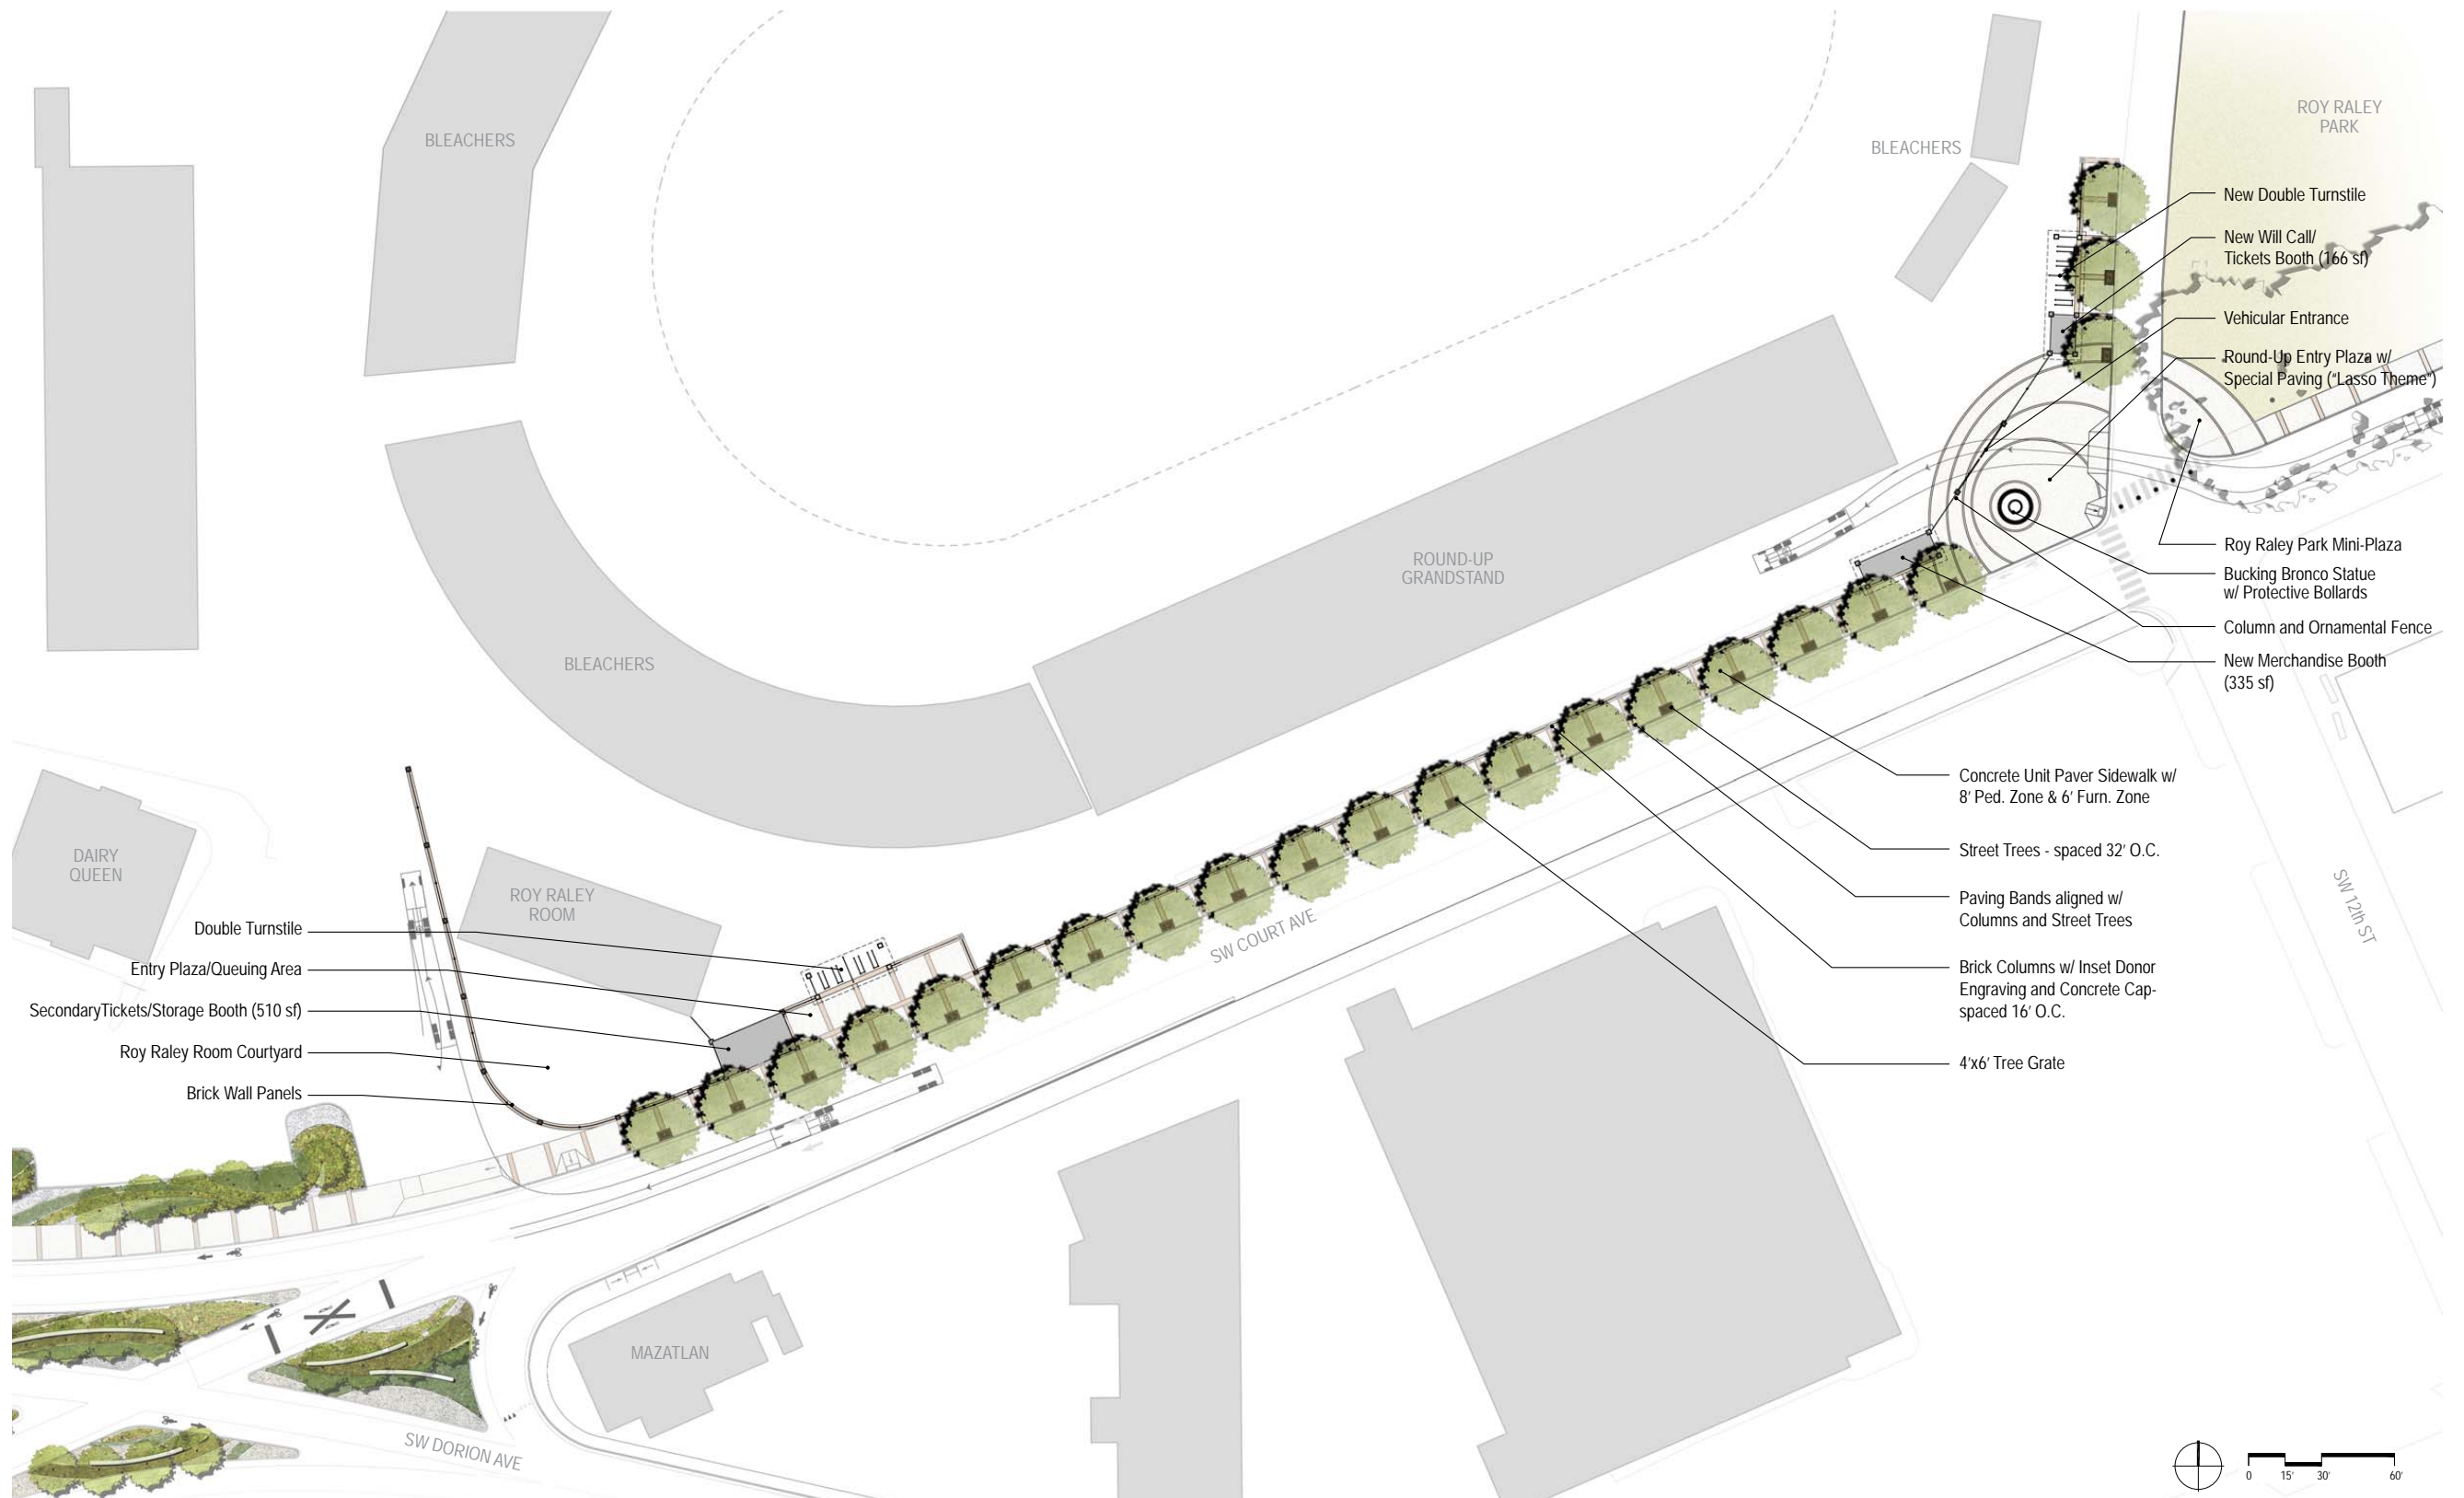 BLEACHERS
BLEACHERS
ROY RALEY
PARK
New Double Turnstile
New Will Call/
Tickets Booth (166 sf)
Vehicular Entrance
Round-Up Entry Plaza w/
Special Paving (“Lasso Theme”)
Roy Raley Park Mini-Plaza
Bucking Bronco Statue
w/ Protective Bollards
Column and Ornamental Fence
New Merchandise Booth
(335 sf)
ROUND-UP
GRANDSTAND
BLEACHERS
Concrete Unit Paver Sidewalk w/
8' Ped. Zone & 6' Furn. Zone
Street Trees - spaced 32' O.C.
Paving Bands aligned w/
Columns and Street Trees
Brick Columns w/ Inset Donor
Engraving and Concrete Cap-
spaced 16' O.C.
4'x6' Tree Grate
SW 12th ST
SW COURT AVE
DAIRY
QUEEN
ROY RALEY
ROOM
Double Turnstile
Entry Plaza/Queuing Area
SecondaryTickets/Storage Booth (510 sf)
Roy Raley Room Courtyard
Brick Wall Panels
MAZATLAN
SW DORION AVE
0 15' 30' 60'